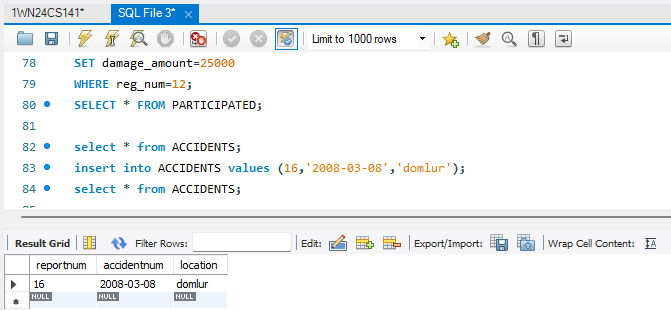 1WN24CS141* SQL File 3*
Limit to 1000 rows
78 SET damage_amount=25000
79 WHERE reg_num=12;
80 SELECT * FROM PARTICIPATED;
81
82 select * from ACCIDENTS;
83 insert into ACCIDENTS values (16,'2008-03-08','domlur');
84 select * from ACCIDENTS;
Result Grid Filter Rows: Edit: Export/Import: Wrap Cell Content:
reportnum accidentnum location
16 2008-03-08 domlur
NULL NULL NULL